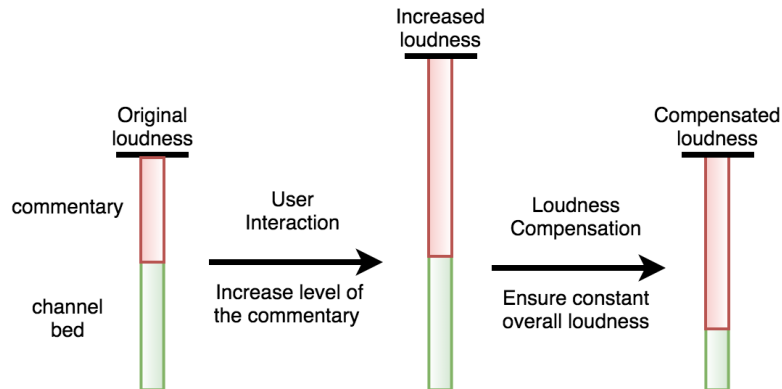 Original
loudness
commentary
channel
bed
User
Interaction
Increase level of
the commentary
Increased
loudness
Loudness
Compensation
Ensure constant
overall loudness
Compensated
loudness